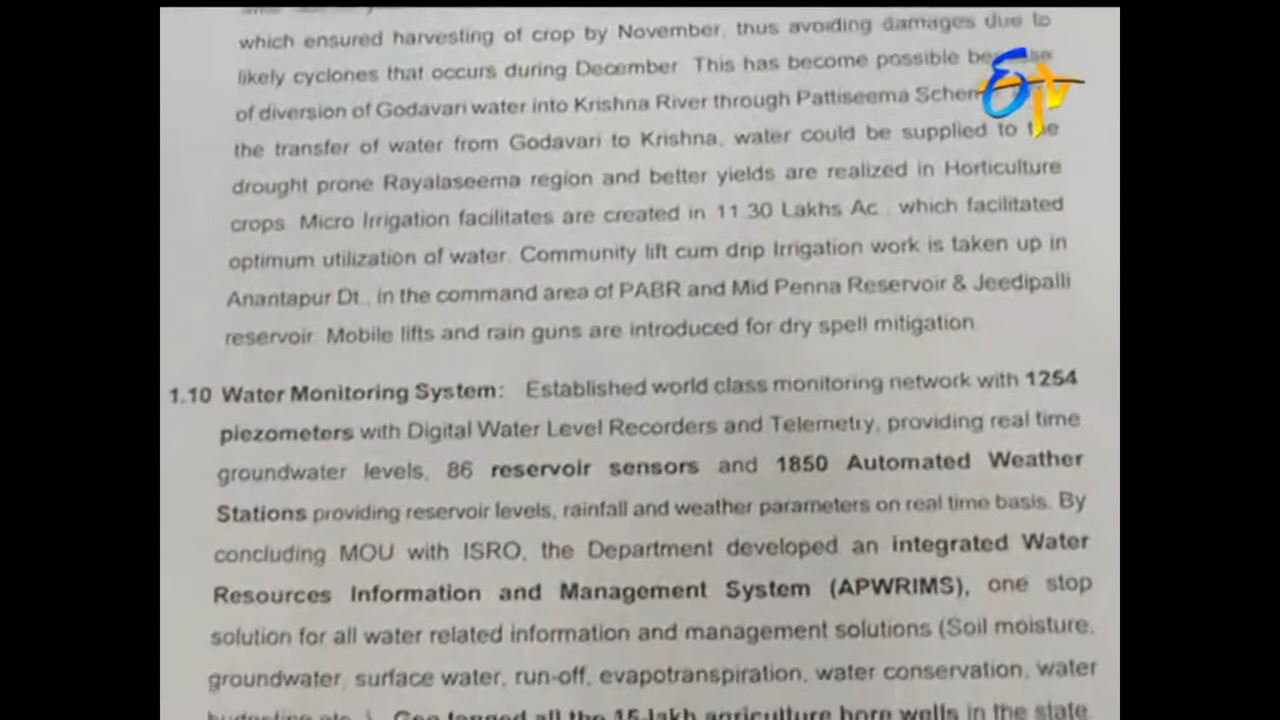 which ensured harvesting of crop by November, thus avoiding damages due to
likely cyclones that occurs during December. This has become possible
of diversion of Godavari water into Krishna River through Pattiseema
the transfer of water from Godavari to Krishna, water could be supplied to the
drought prone Rayalaseema region and better yields are realized in Horticulture
crops. Micro Irrigation facilitates are created in 11.30 Lakhs Ac., which facilitated
optimum utilization of water. Community lift cum drip Irrigation work is taken up in
Anantapur Dt., in the command area of PABR and Mid Penna Reservoir & Jeedipalli
reservoir. Mobile lifts and rain guns are introduced for dry spell mitigation.
1.10 Water Monitoring System: Established world class monitoring network with 1254
piezometers with Digital Water Level Recorders and Telemetry, providing real time
groundwater levels, 86 reservoir sensors and 1850 Automated Weather
Stations providing reservoir levels, rainfall and weather parameters on real time basis. By
concluding MOU with ISRO, the Department developed an integrated Water
Resources Information and Management System (APWRIMS), one stop
solution for all water related information and management solutions (Soil moisture,
groundwater, surface water, run-off, evapotranspiration, water conservation, water
Geo tagged all the 15 lakh agriculture bore wells in the state
ETV